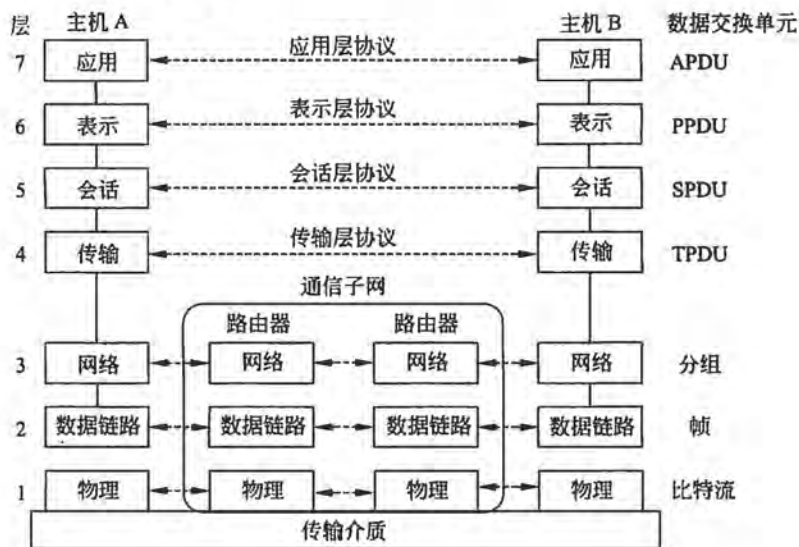 层 主机 A 主机 B 数据交换单元
7 应用 应用层协议 应用 APDU
6 表示 表示层协议 表示 PPDU
5 会话 会话层协议 会话 SPDU
4 传输 传输层协议 传输 TPDU
通信子网
路由器 路由器
3 网络 网络 网络 网络 分组
2 数据链路 数据链路 数据链路 数据链路 帧
1 物理 物理 物理 物理 比特流
传输介质